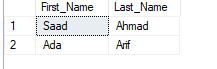 First_Name Last_Name
1 Saad Ahmad
2 Ada Arif